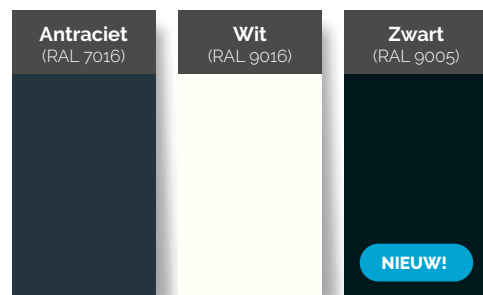 Antraciet
(RAL 7016)
Wit
(RAL 9016)
Zwart
(RAL 9005)
NIEUW!